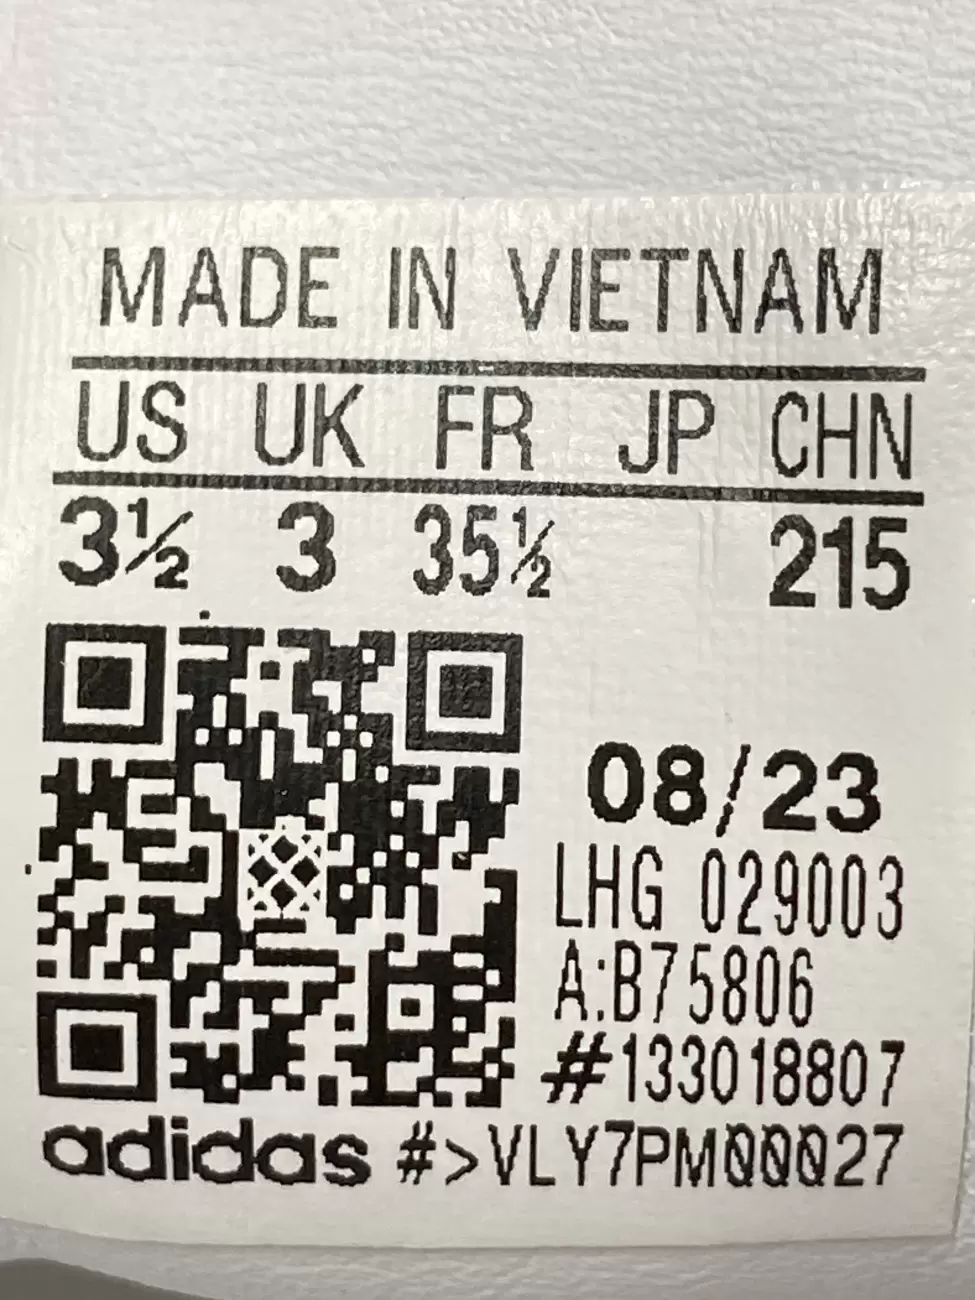 MADE IN VIETNAM
US UK FR JP CHN
3½ 3 35½ 215
08/23
LHG 029003
A:B75806
#133018807
adidas #>VLY7PM00027